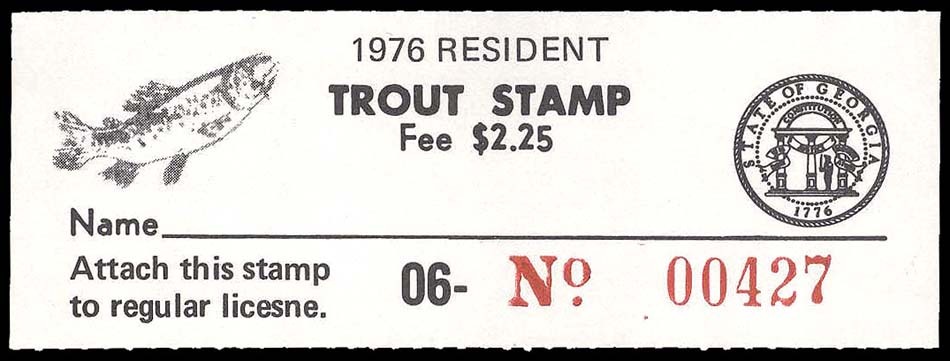 1976 RESIDENT
TROUT STAMP
Fee $2.25
STATE OF GEORGIA
CONSTITUTION
1776
Name
Attach this stamp
to regular licesne.
06- No 00427